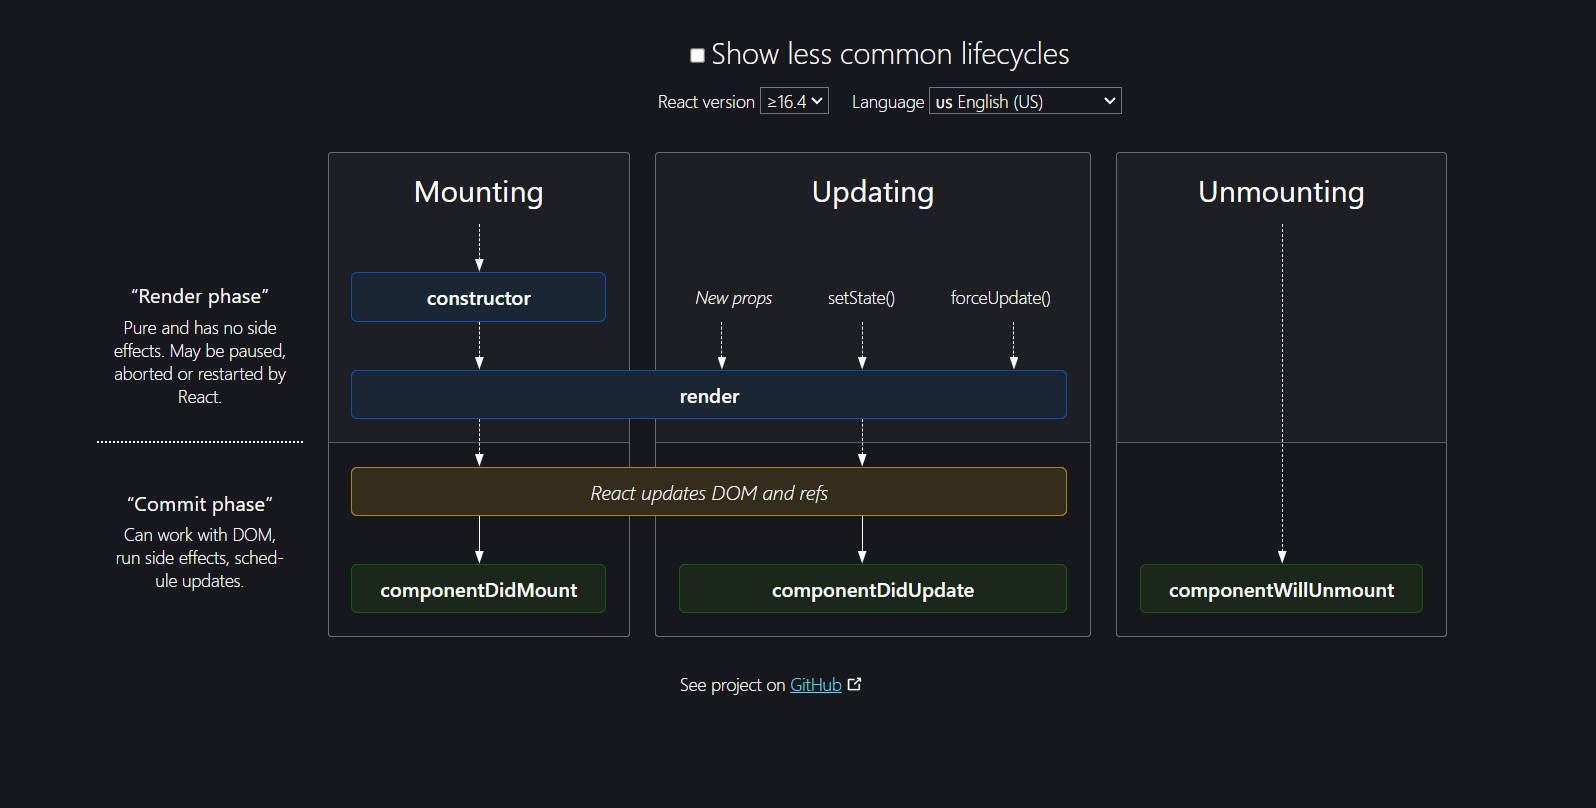 Show less common lifecycles
React version ≥16.4 Language us English (US)
Mounting
Updating
Unmounting
“Render phase”
Pure and has no side
effects. May be paused,
aborted or restarted by
React.
constructor
New props
setState()
forceUpdate()
render
“Commit phase”
Can work with DOM,
run side effects, sched-
ule updates.
React updates DOM and refs
componentDidMount
componentDidUpdate
componentWillUnmount
See project on GitHub